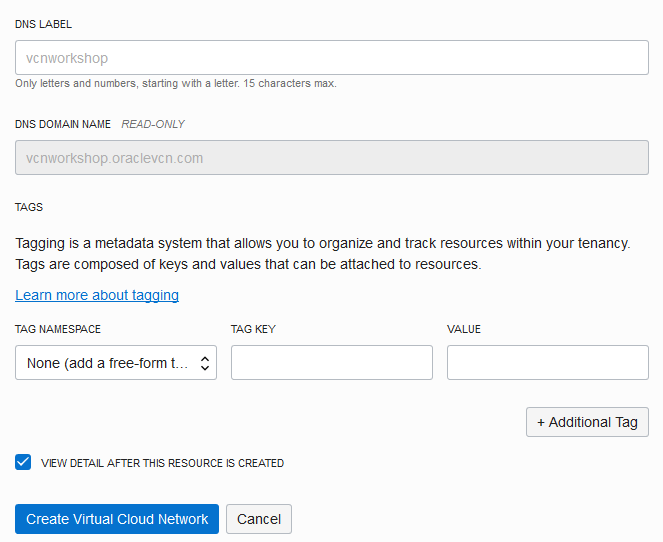 DNS LABEL
vcnworkshop
Only letters and numbers, starting with a letter. 15 characters max.
DNS DOMAIN NAME READ-ONLY
vcnworkshop.oraclevcn.com
TAGS
Tagging is a metadata system that allows you to organize and track resources within your tenancy.
Tags are composed of keys and values that can be attached to resources.
Learn more about tagging
TAG NAMESPACE TAG KEY VALUE
None (add a free-form t...
+ Additional Tag
VIEW DETAIL AFTER THIS RESOURCE IS CREATED
Create Virtual Cloud Network Cancel